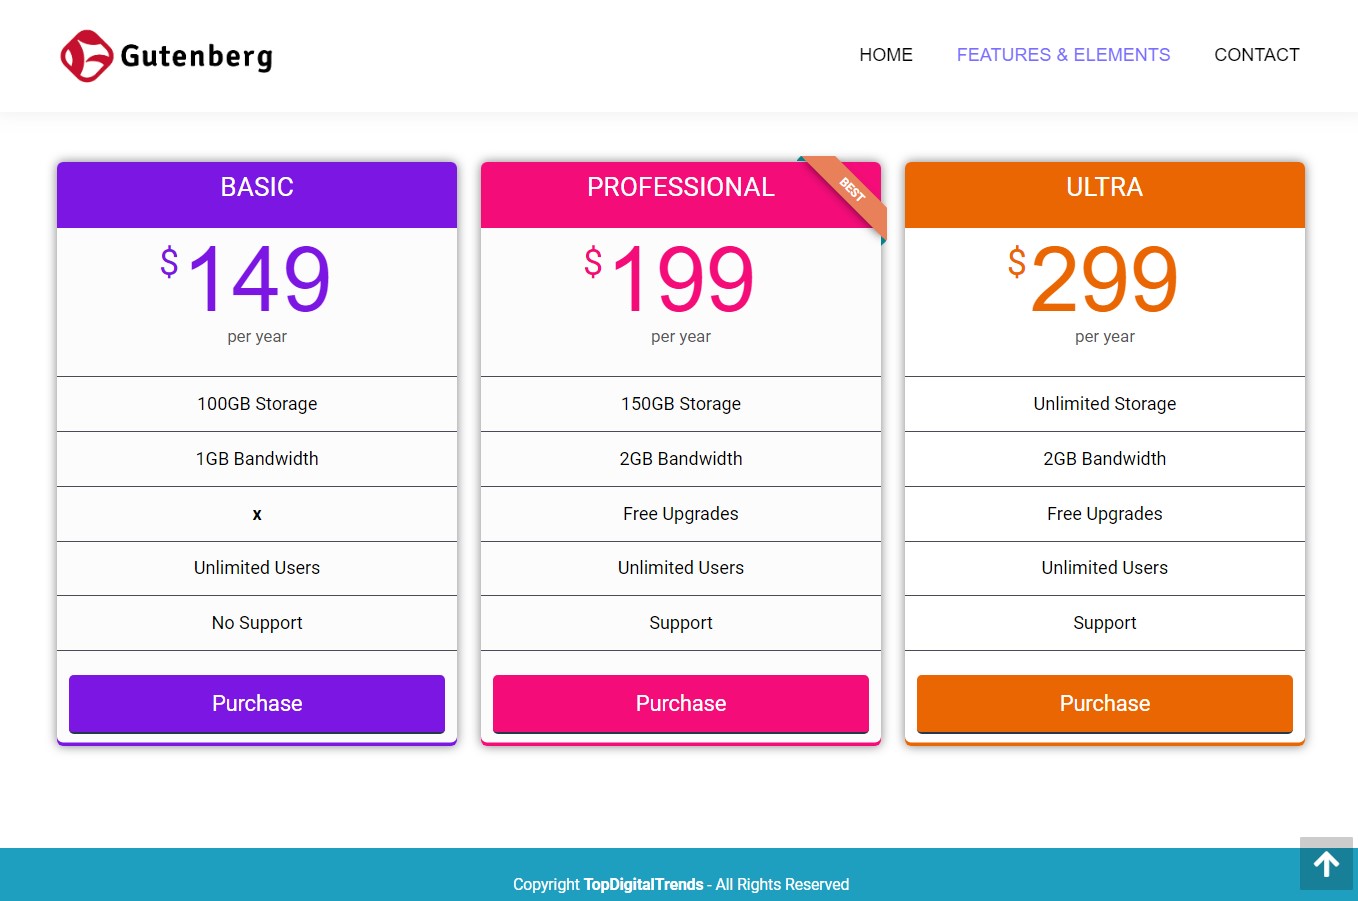 Gutenberg
HOME
FEATURES & ELEMENTS
CONTACT
BASIC
$149
per year
100GB Storage
1GB Bandwidth
x
Unlimited Users
No Support
Purchase
PROFESSIONAL
BEST
$199
per year
150GB Storage
2GB Bandwidth
Free Upgrades
Unlimited Users
Support
Purchase
ULTRA
$299
per year
Unlimited Storage
2GB Bandwidth
Free Upgrades
Unlimited Users
Support
Purchase
Copyright TopDigitalTrends - All Rights Reserved